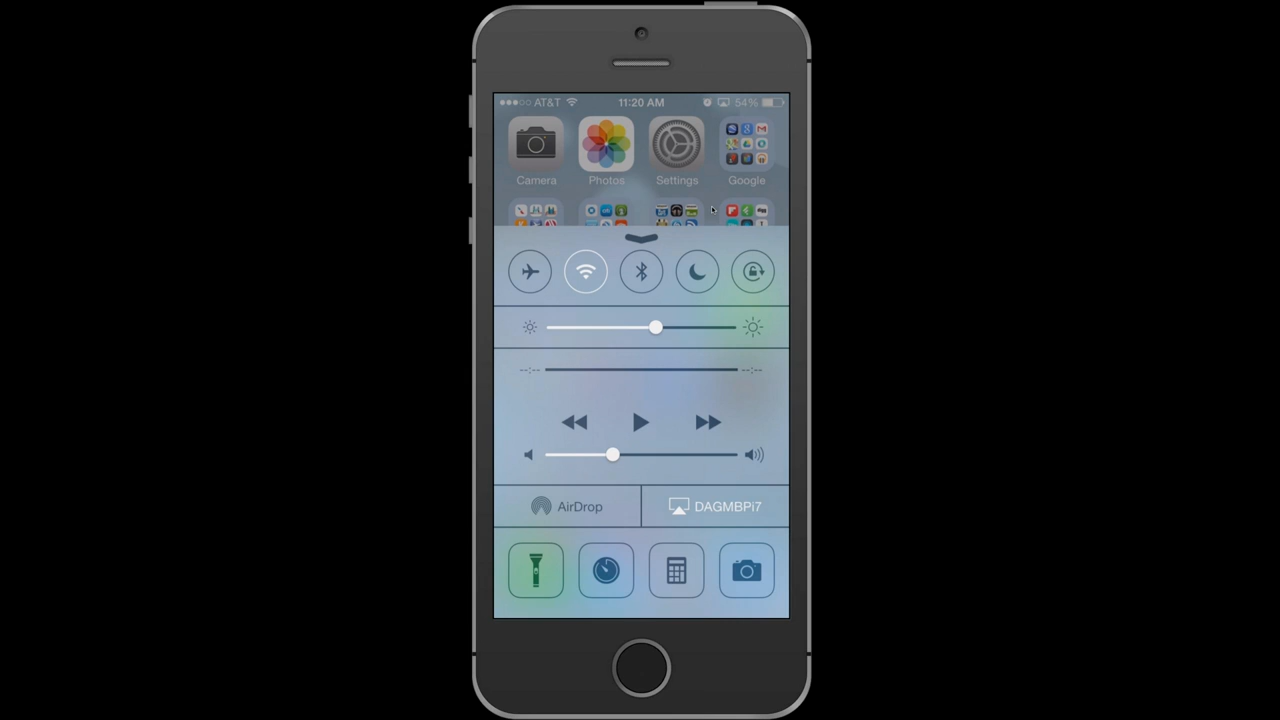 AT&T 11:20 AM 54%
Camera Photos Settings Google
--:-- --:--
AirDrop DAGMBPi7